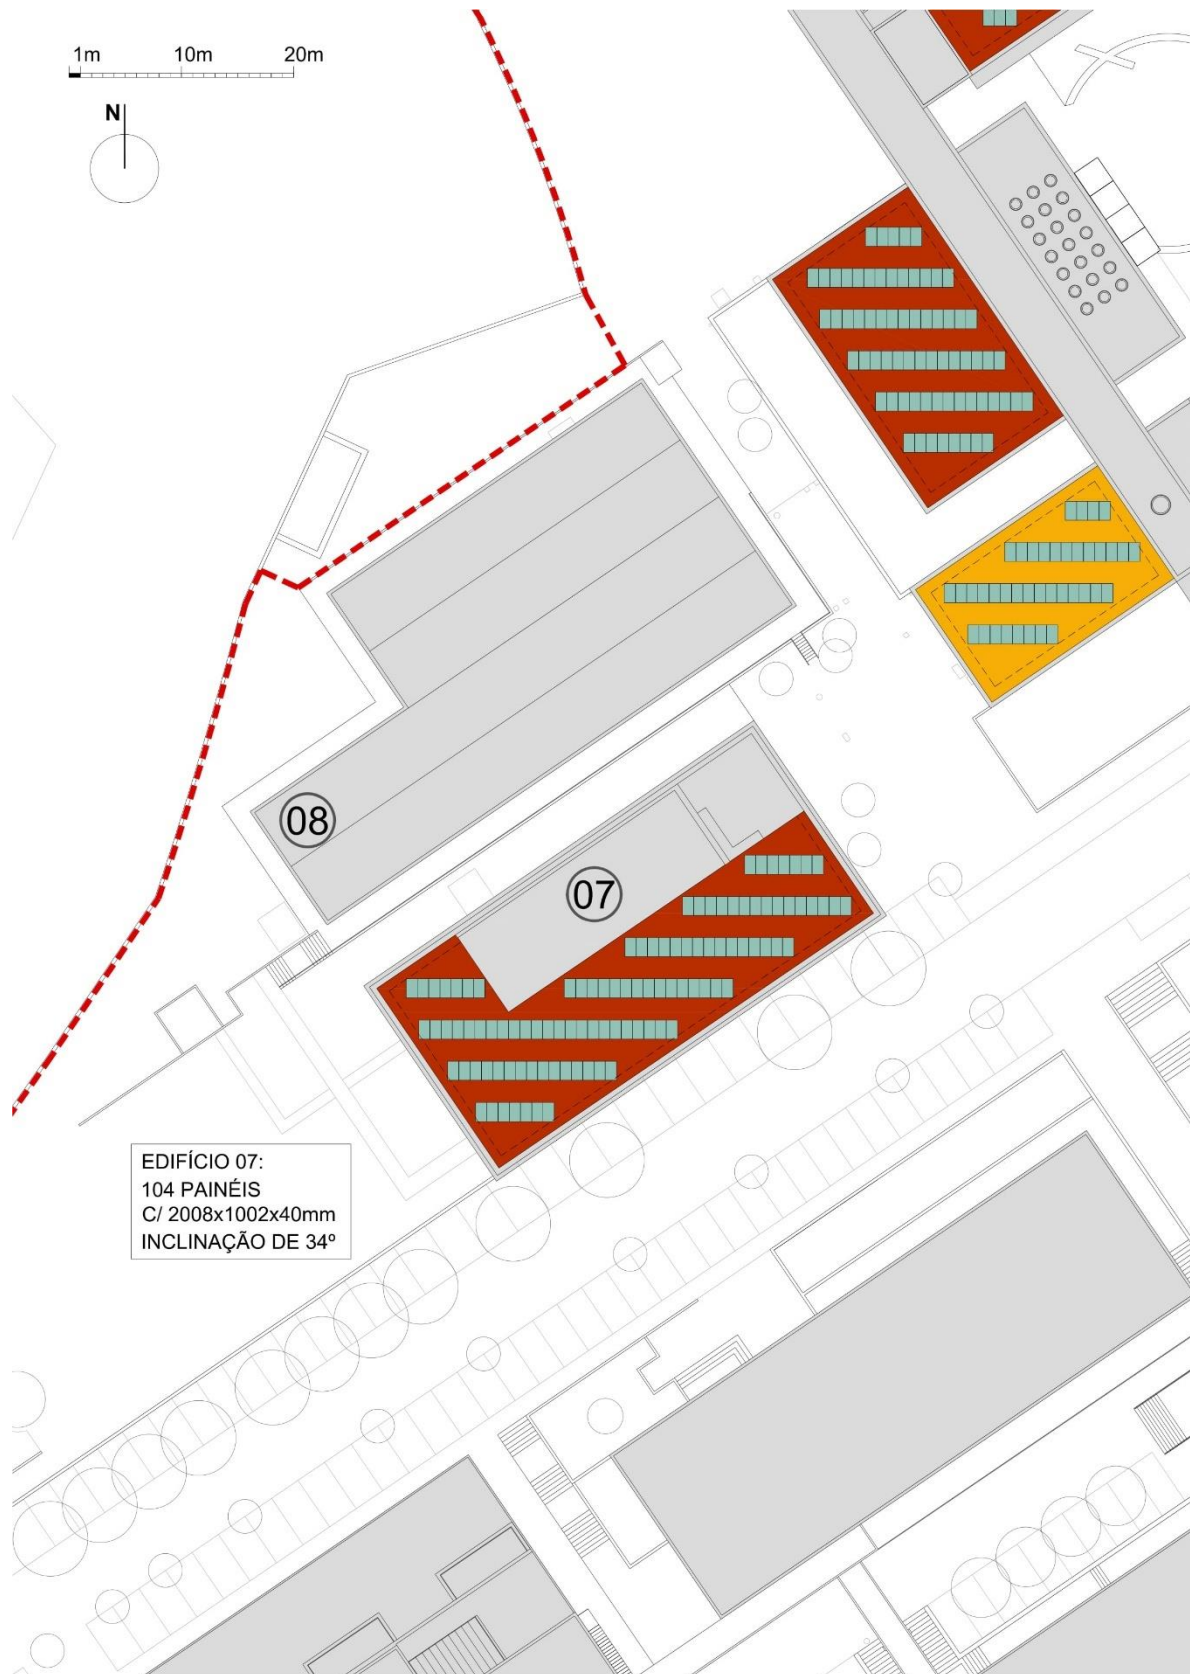 1m 10m 20m
N
08
07
EDIFÍCIO 07:
104 PAINÉIS
C/ 2008x1002x40mm
INCLINAÇÃO DE 34º